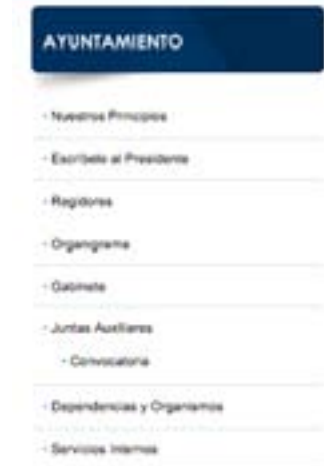 AYUNTAMIENTO
- Nuestros Principios
- Escríbele al Presidente
- Regidores
- Organigrama
- Gabinete
- Juntas Auxiliares
- Convocatoria
- Dependencias y Organismos
- Servicios Internos